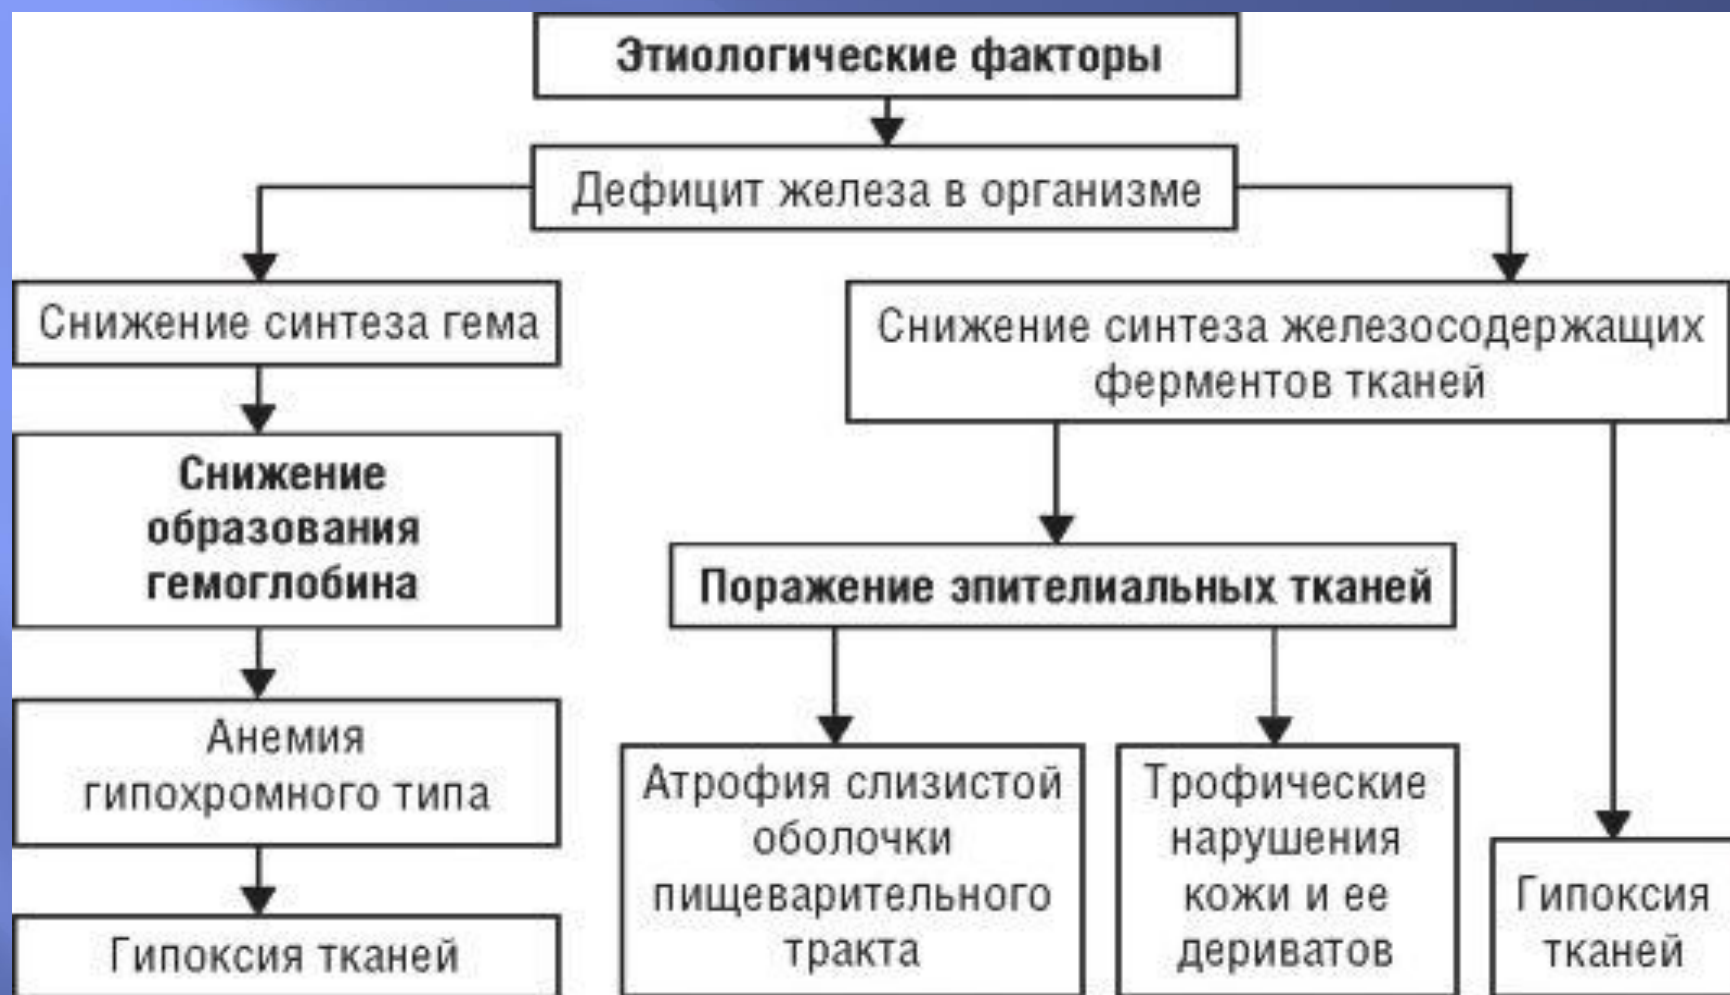 Этиологические факторы
Дефицит железа в организме
Снижение синтеза гема
Снижение синтеза железосодержащих
ферментов тканей
Снижение
образования
гемоглобина
Поражение эпителиальных тканей
Анемия
гипохромного типа
Атрофия слизистой
оболочки
пищеварительного
тракта
Трофические
нарушения
кожи и ее
дериватов
Гипоксия
тканей
Гипоксия тканей